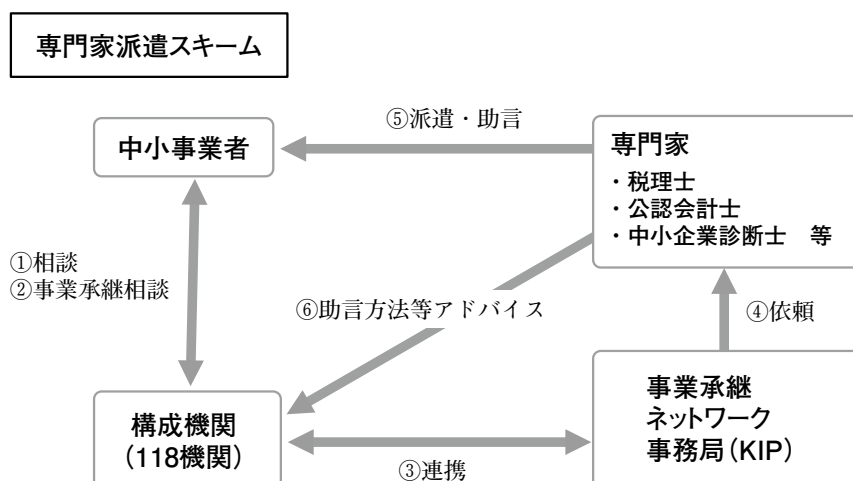 専門家派遣スキーム
⑤派遣・助言
中小事業者
専門家
・税理士
・公認会計士
・中小企業診断士　等
①相談
②事業承継相談
⑥助言方法等アドバイス
④依頼
構成機関
（118機関）
③連携
事業承継
ネットワーク
事務局（KIP）